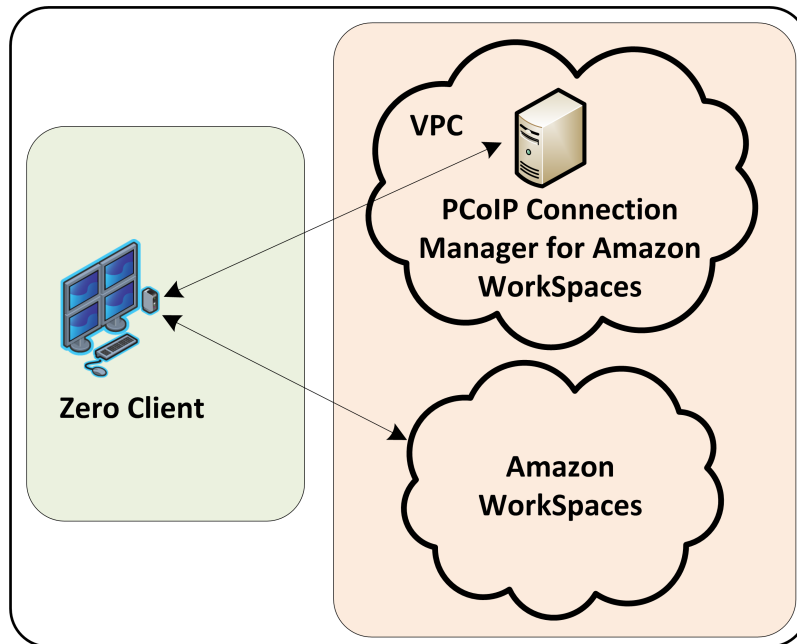 VPC
PCoIP Connection
Manager for Amazon
WorkSpaces
Zero Client
Amazon
WorkSpaces